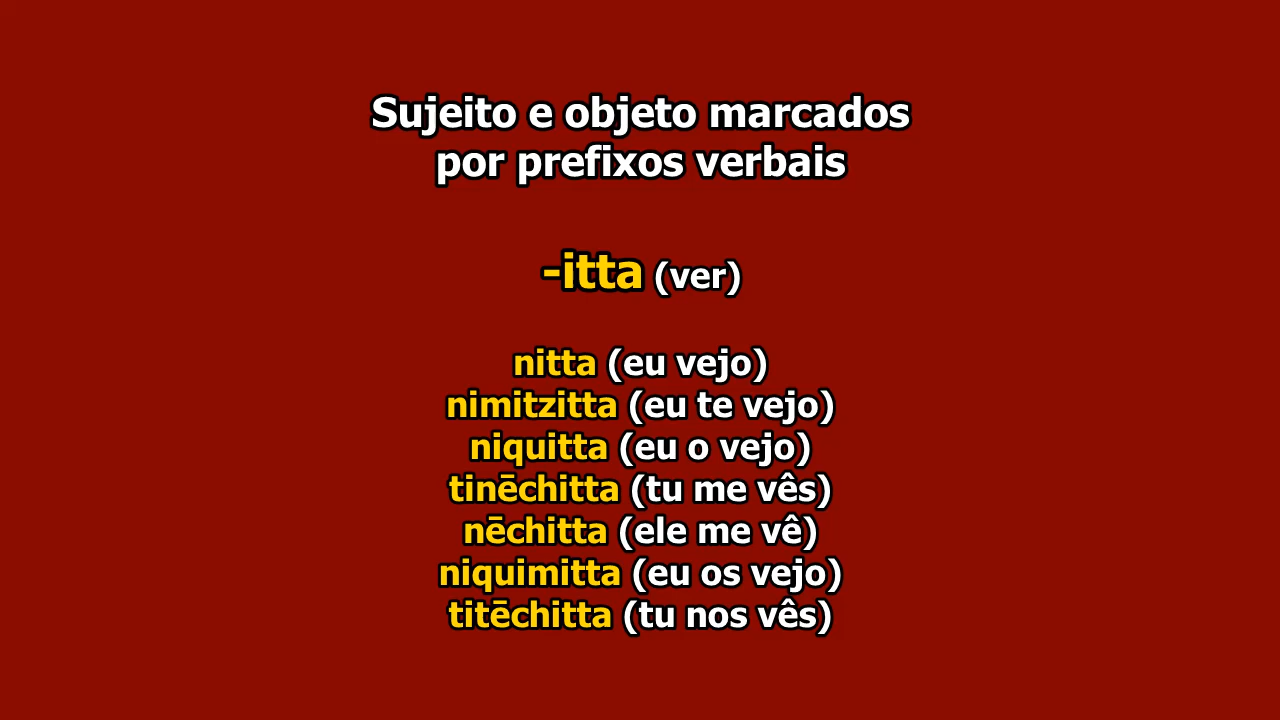 Sujeito e objeto marcados
por prefixos verbais
-itta (ver)
nitta (eu vejo)
nimitzitta (eu te vejo)
niquitta (eu o vejo)
tinēchitta (tu me vês)
nēchitta (ele me vê)
niquimitta (eu os vejo)
titēchitta (tu nos vês)